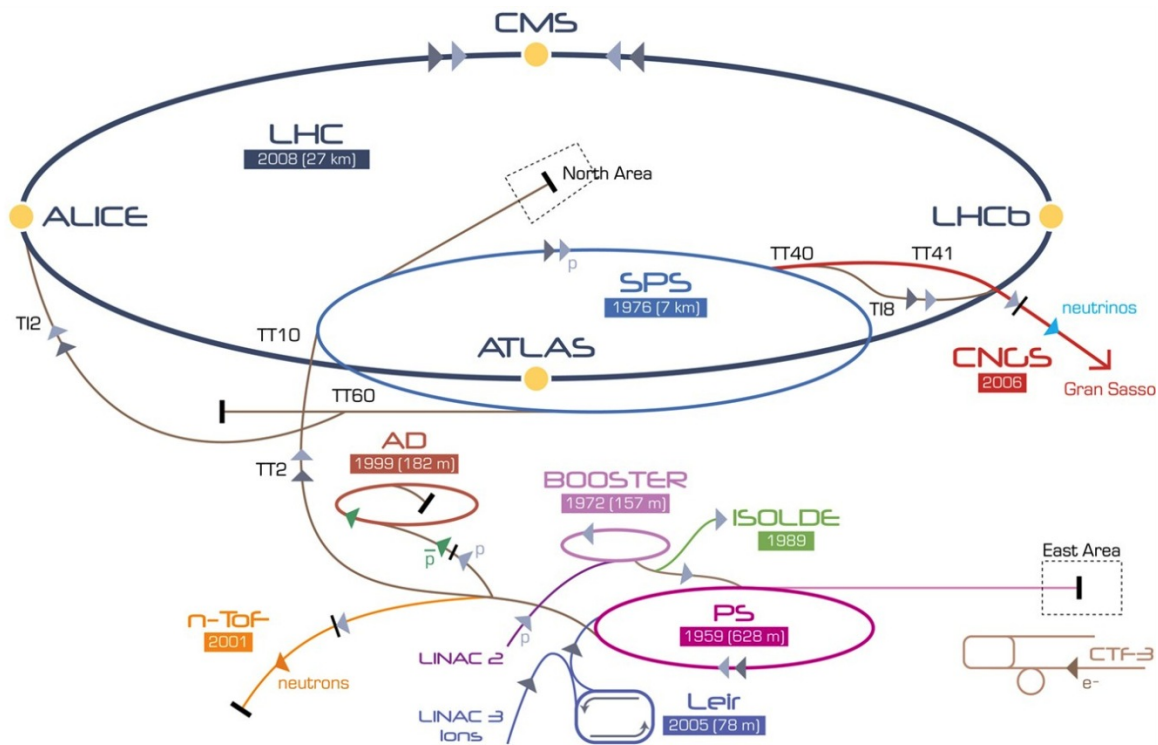 CMS
LHC
2008 (27 km)
North Area
ALICE
LHCb
TT40
TT41
SPS
p
1976 (7 km)
TI8
neutrinos
TI2
TT10
ATLAS
CNGS
2006
Gran Sasso
TT60
AD
1999 (182 m)
TT2
BOOSTER
1972 (157 m)
ISOLDE
1989
p̅
p
East Area
n-ToF
2001
PS
1959 (628 m)
p
LINAC 2
neutrons
CTF-3
e-
LINAC 3
Ions
Leir
2005 (78 m)